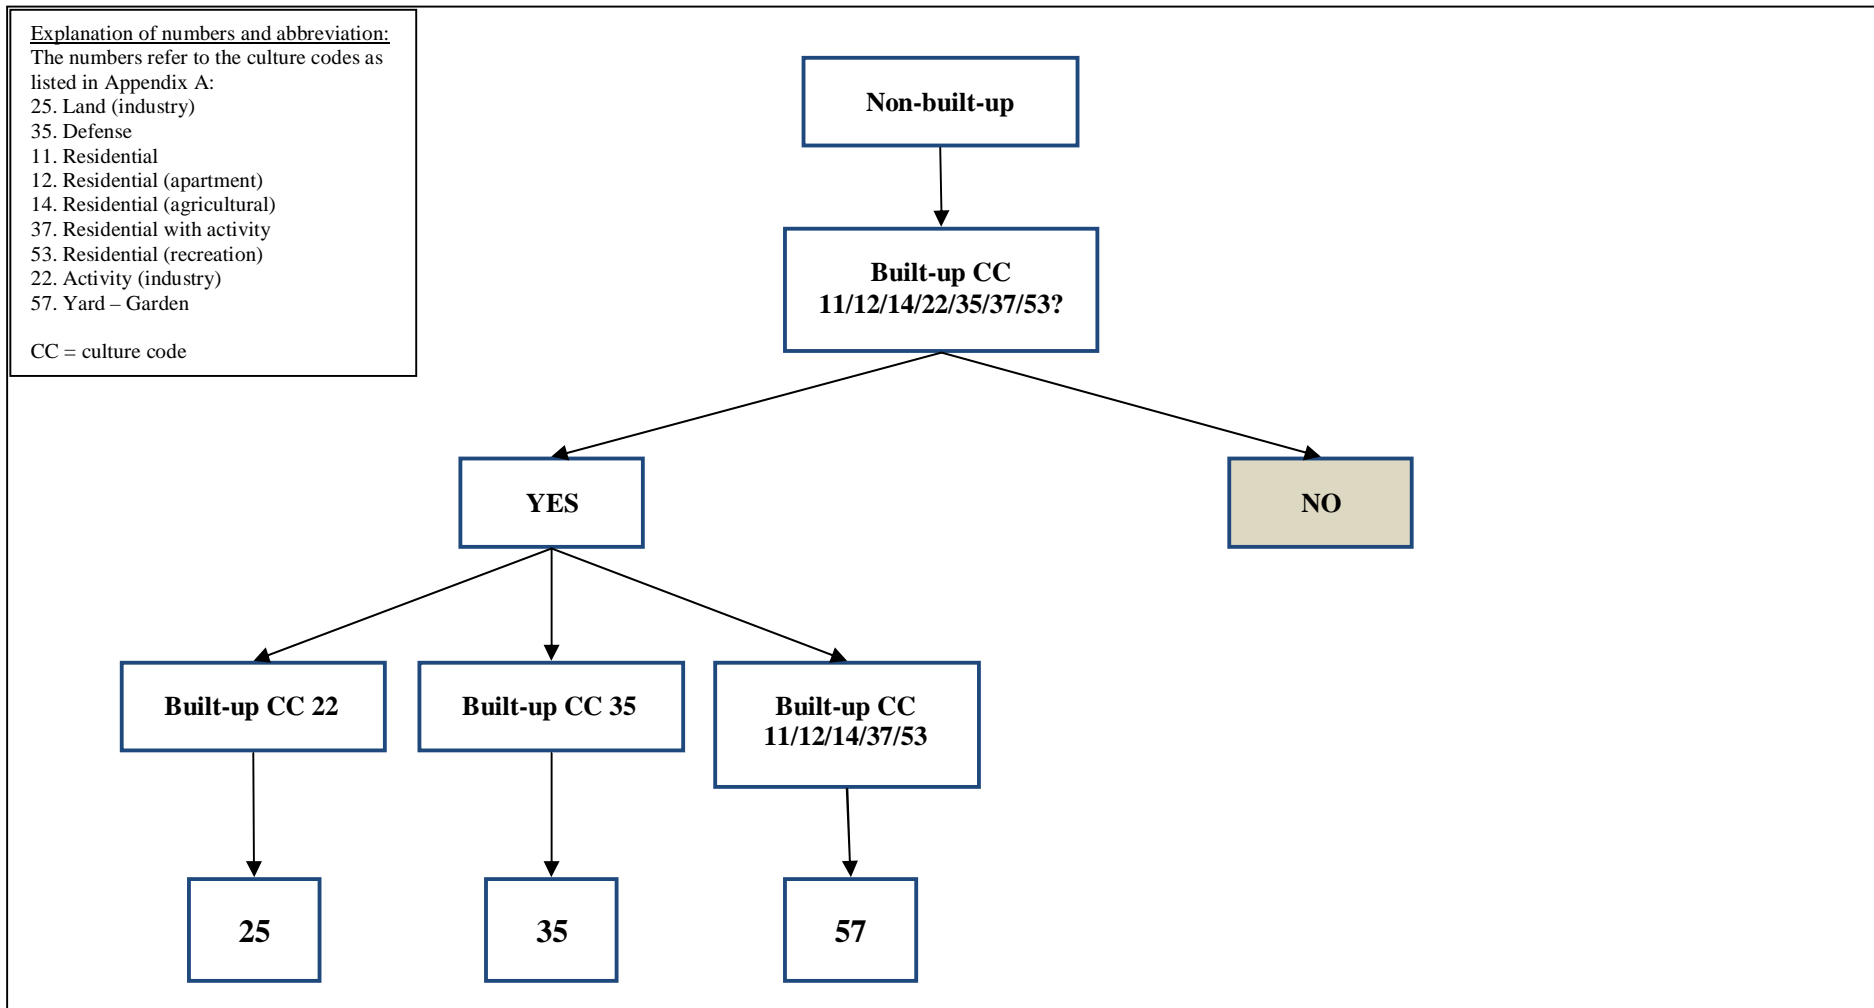 Explanation of numbers and abbreviation:
The numbers refer to the culture codes as
listed in Appendix A:
25. Land (industry)
35. Defense
11. Residential
12. Residential (apartment)
14. Residential (agricultural)
37. Residential with activity
53. Residential (recreation)
22. Activity (industry)
57. Yard – Garden
CC = culture code
Non-built-up
Built-up CC
11/12/14/22/35/37/53?
YES
NO
Built-up CC 22
Built-up CC 35
Built-up CC
11/12/14/37/53
25
35
57